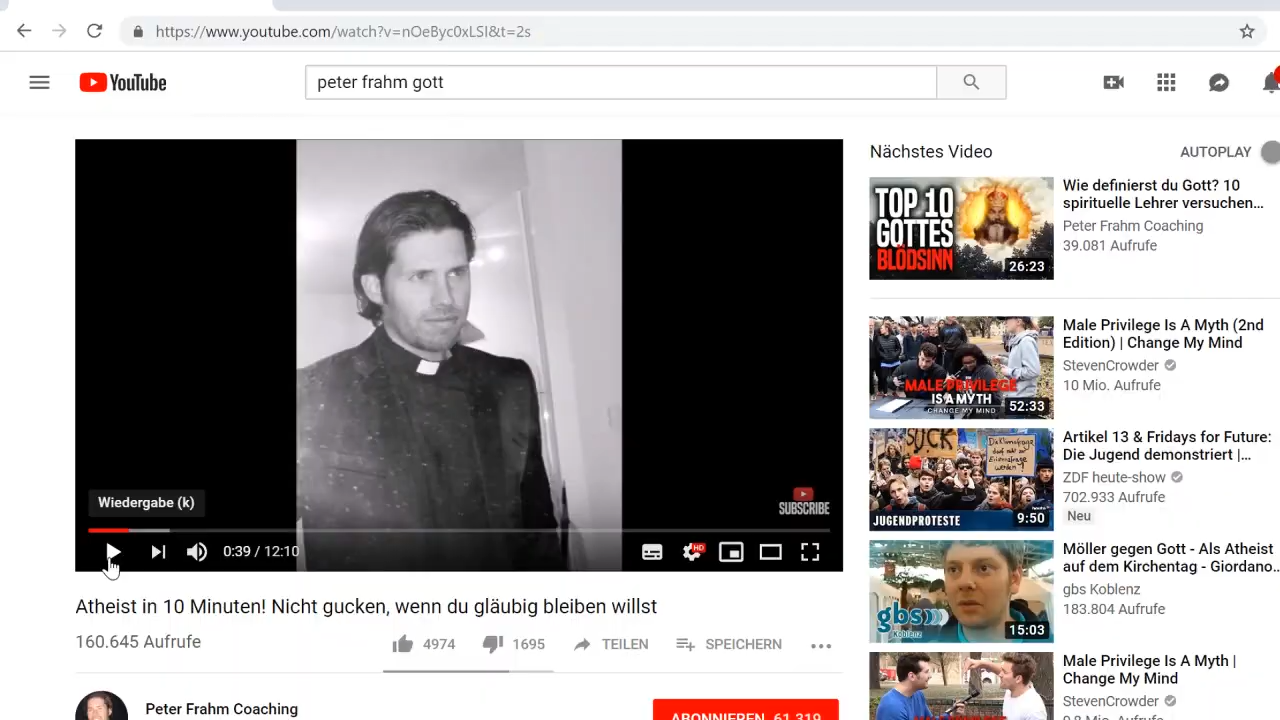 https://www.youtube.com/watch?v=nOeByc0xLSI&t=2s
YouTube
peter frahm gott
Wiedergabe (k)
SUBSCRIBE
0:39 / 12:10
HD
Atheist in 10 Minuten! Nicht gucken, wenn du gläubig bleiben willst
160.645 Aufrufe
4974
1695
TEILEN
SPEICHERN
Peter Frahm Coaching
ABONNIEREN 61.319
Nächstes Video
AUTOPLAY
TOP 10
GOTTES
BLÖDSINN
26:23
Wie definierst du Gott? 10
spirituelle Lehrer versuchen...
Peter Frahm Coaching
39.081 Aufrufe
MALE PRIVILEGE
IS A MYTH
CHANGE MY MIND
52:33
Male Privilege Is A Myth (2nd
Edition) | Change My Mind
StevenCrowder
10 Mio. Aufrufe
SUCK
JUGENDPROTESTE
9:50
Artikel 13 & Fridays for Future:
Die Jugend demonstriert |...
ZDF heute-show
702.933 Aufrufe
Neu
gbs
Koblenz
15:03
Möller gegen Gott - Als Atheist
auf dem Kirchentag - Giordano...
gbs Koblenz
183.804 Aufrufe
Male Privilege Is A Myth |
Change My Mind
StevenCrowder